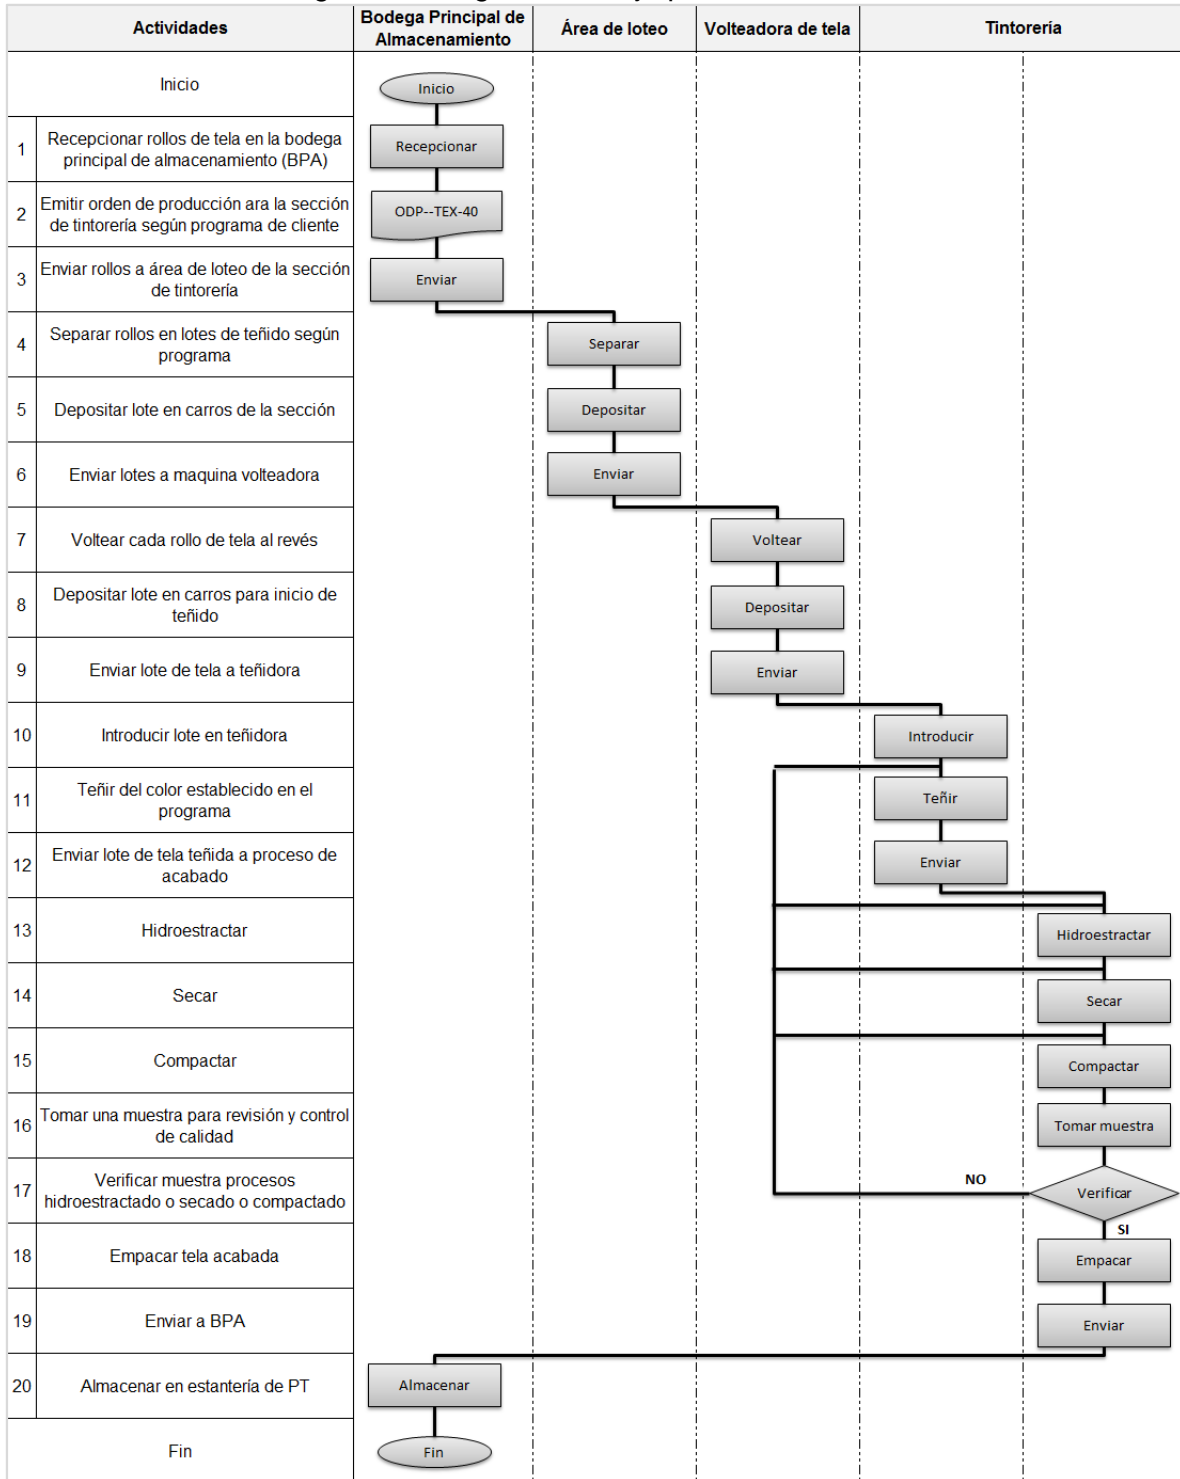 Actividades
Bodega Principal de
Almacenamiento
Área de loteo
Volteadora de tela
Tintorería
Inicio
Inicio
1
Recepcionar rollos de tela en la bodega
principal de almacenamiento (BPA)
Recepcionar
2
Emitir orden de producción ara la sección
de tintorería según programa de cliente
ODP--TEX-40
3
Enviar rollos a área de loteo de la sección
de tintorería
Enviar
4
Separar rollos en lotes de teñido según
programa
Separar
5
Depositar lote en carros de la sección
Depositar
6
Enviar lotes a maquina volteadora
Enviar
7
Voltear cada rollo de tela al revés
Voltear
8
Depositar lote en carros para inicio de
teñido
Depositar
9
Enviar lote de tela a teñidora
Enviar
10
Introducir lote en teñidora
Introducir
11
Teñir del color establecido en el
programa
Teñir
12
Enviar lote de tela teñida a proceso de
acabado
Enviar
13
Hidroestractar
Hidroestractar
14
Secar
Secar
15
Compactar
Compactar
16
Tomar una muestra para revisión y control
de calidad
Tomar muestra
17
Verificar muestra procesos
hidroestractado o secado o compactado
NO
Verificar
SI
18
Empacar tela acabada
Empacar
19
Enviar a BPA
Enviar
20
Almacenar en estantería de PT
Almacenar
Fin
Fin